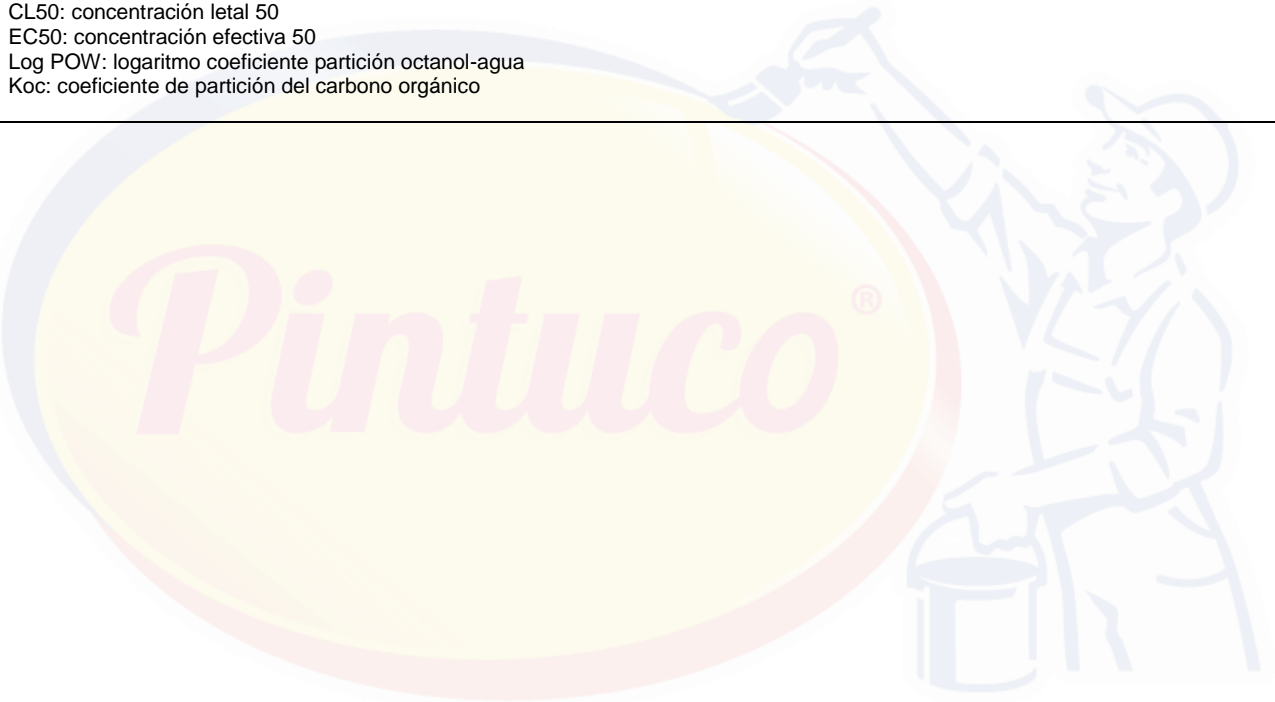 CL50: concentración letal 50
EC50: concentración efectiva 50
Log POW: logaritmo coeficiente partición octanol-agua
Koc: coeficiente de partición del carbono orgánico
Pintuco®